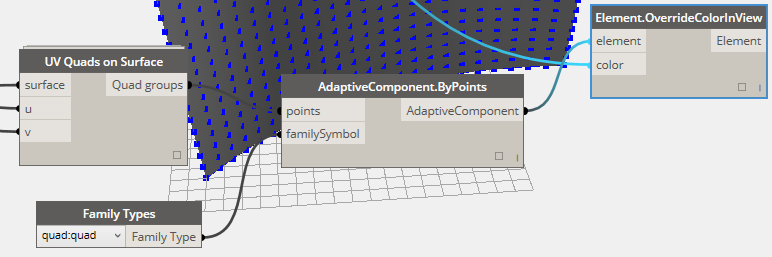 Element.OverrideColorInView
element Element
color
UV Quads on Surface
surface Quad groups
u
v
AdaptiveComponent.ByPoints
points AdaptiveComponent
familySymbol
Family Types
quad:quad Family Type